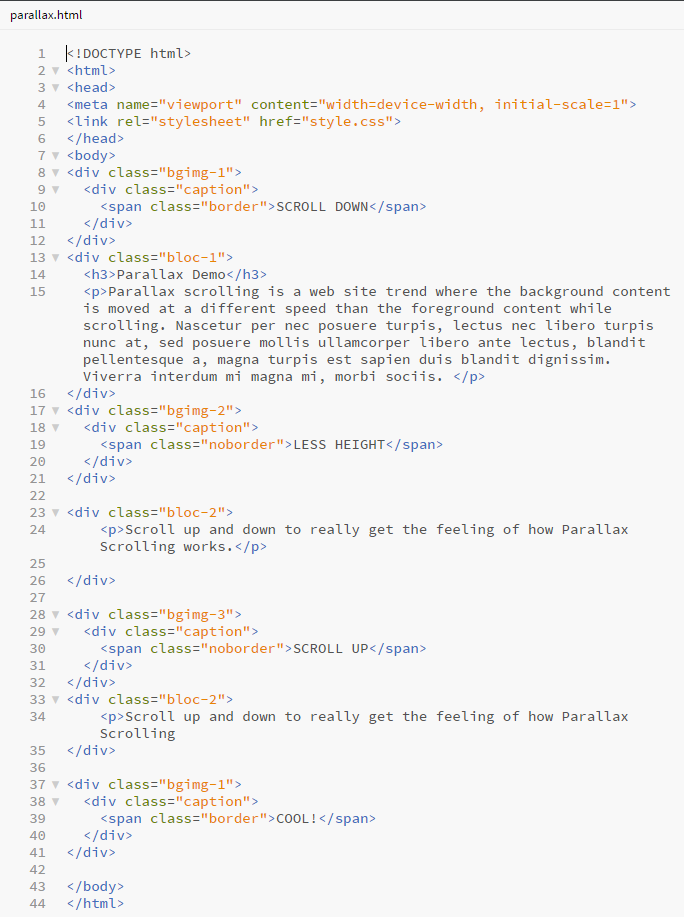 parallax.html
1 <!DOCTYPE html>
2 <html>
3 <head>
4 <meta name="viewport" content="width=device-width, initial-scale=1">
5 <link rel="stylesheet" href="style.css">
6 </head>
7 <body>
8 <div class="bgimg-1">
9   <div class="caption">
10     <span class="border">SCROLL DOWN</span>
11   </div>
12 </div>
13 <div class="bloc-1">
14   <h3>Parallax Demo</h3>
15   <p>Parallax scrolling is a web site trend where the background content
is moved at a different speed than the foreground content while
scrolling. Nascetur per nec posuere turpis, lectus nec libero turpis
nunc at, sed posuere mollis ullamcorper libero ante lectus, blandit
pellentesque a, magna turpis est sapien duis blandit dignissim.
Viverra interdum mi magna mi, morbi sociis. </p>
16 </div>
17 <div class="bgimg-2">
18   <div class="caption">
19     <span class="noborder">LESS HEIGHT</span>
20   </div>
21 </div>
22
23 <div class="bloc-2">
24     <p>Scroll up and down to really get the feeling of how Parallax
Scrolling works.</p>
25
26 </div>
27
28 <div class="bgimg-3">
29   <div class="caption">
30     <span class="noborder">SCROLL UP</span>
31   </div>
32 </div>
33 <div class="bloc-2">
34     <p>Scroll up and down to really get the feeling of how Parallax
Scrolling
35 </div>
36
37 <div class="bgimg-1">
38   <div class="caption">
39     <span class="border">COOL!</span>
40   </div>
41 </div>
42
43 </body>
44 </html>